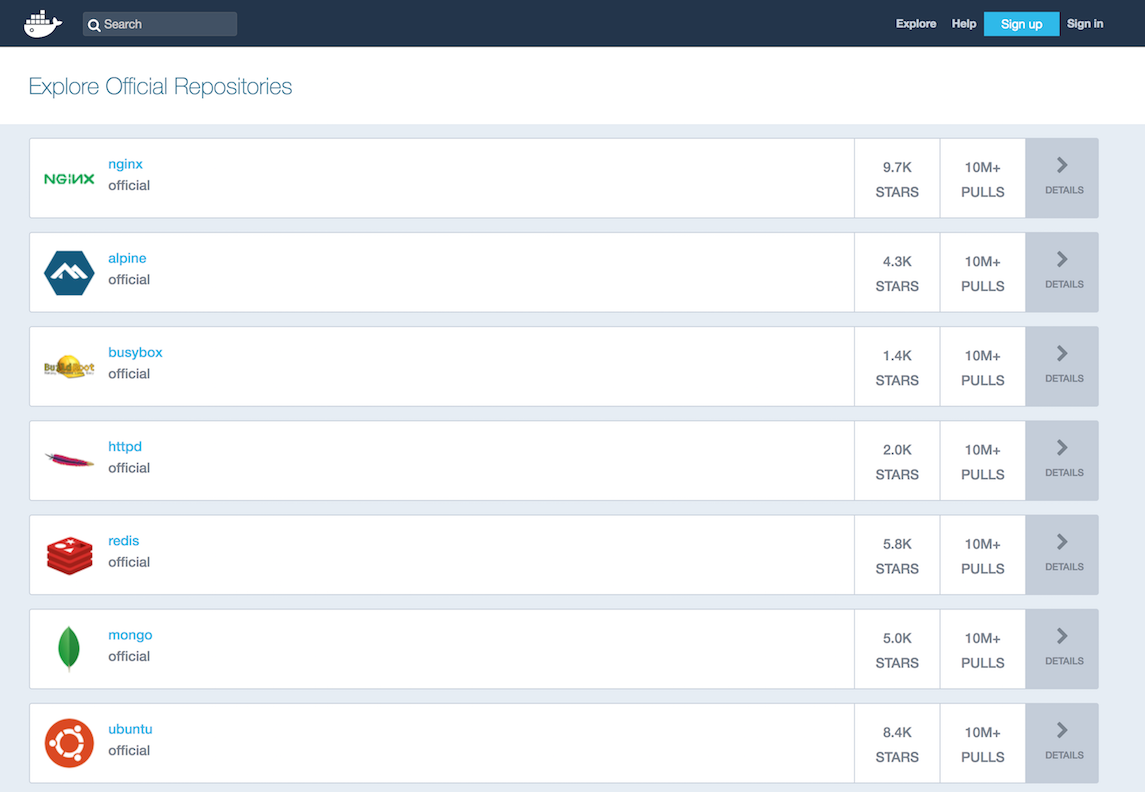 Search
Explore Help Sign up Sign in
Explore Official Repositories
NGiNX
nginx
official
9.7K
STARS
10M+
PULLS
DETAILS
alpine
official
4.3K
STARS
10M+
PULLS
DETAILS
busybox
official
1.4K
STARS
10M+
PULLS
DETAILS
httpd
official
2.0K
STARS
10M+
PULLS
DETAILS
redis
official
5.8K
STARS
10M+
PULLS
DETAILS
mongo
official
5.0K
STARS
10M+
PULLS
DETAILS
ubuntu
official
8.4K
STARS
10M+
PULLS
DETAILS